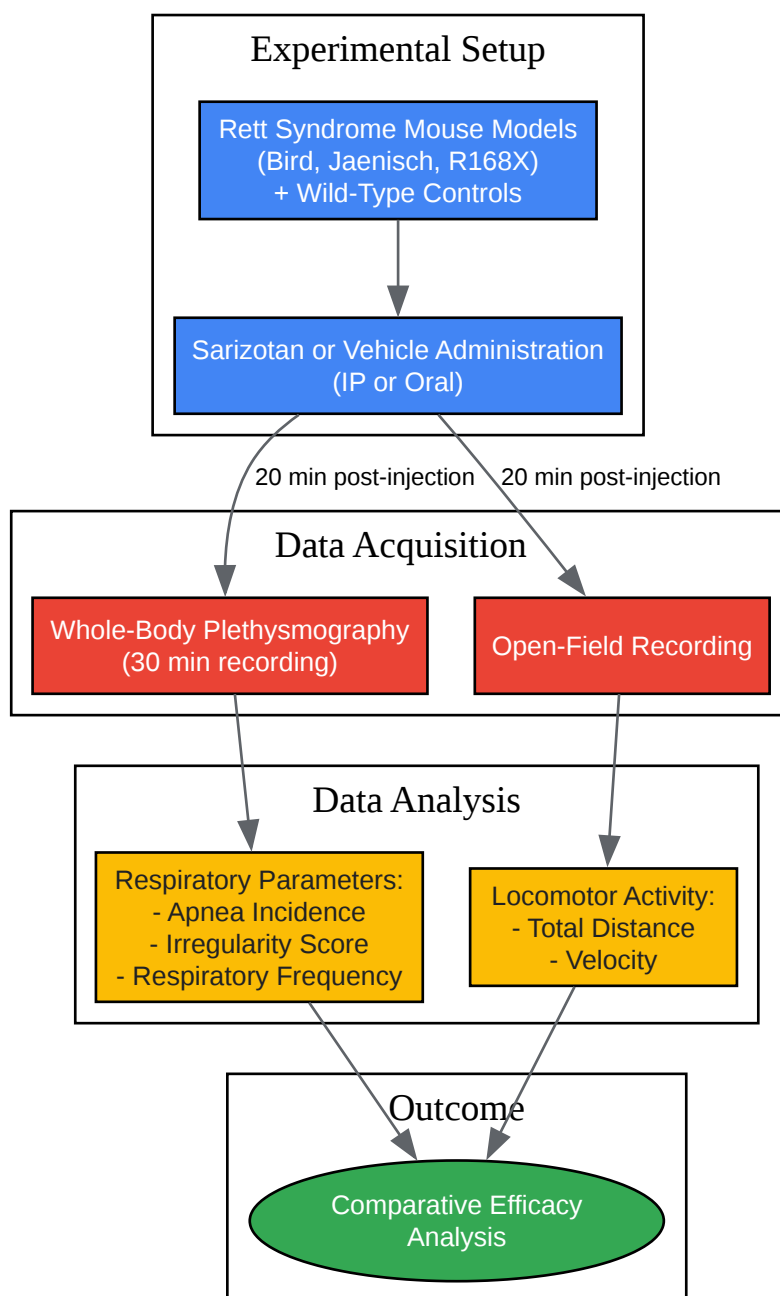 Experimental Setup
Rett Syndrome Mouse Models
(Bird, Jaenisch, R168X)
+ Wild-Type Controls
Sarizotan or Vehicle Administration
(IP or Oral)
20 min post-injection
20 min post-injection
Data Acquisition
Whole-Body Plethysmography
(30 min recording)
Open-Field Recording
Data Analysis
Respiratory Parameters:
- Apnea Incidence
- Irregularity Score
- Respiratory Frequency
Locomotor Activity:
- Total Distance
- Velocity
Outcome
Comparative Efficacy
Analysis